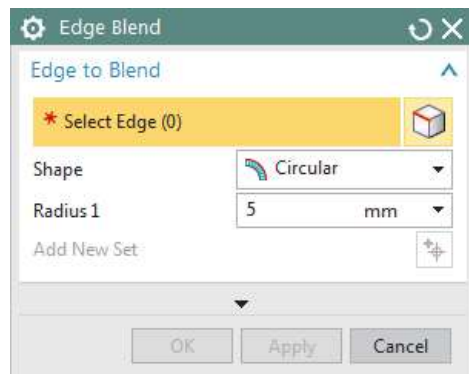 Edge Blend
Edge to Blend
* Select Edge (0)
Shape Circular
Radius 1 5 mm
Add New Set
OK Apply Cancel